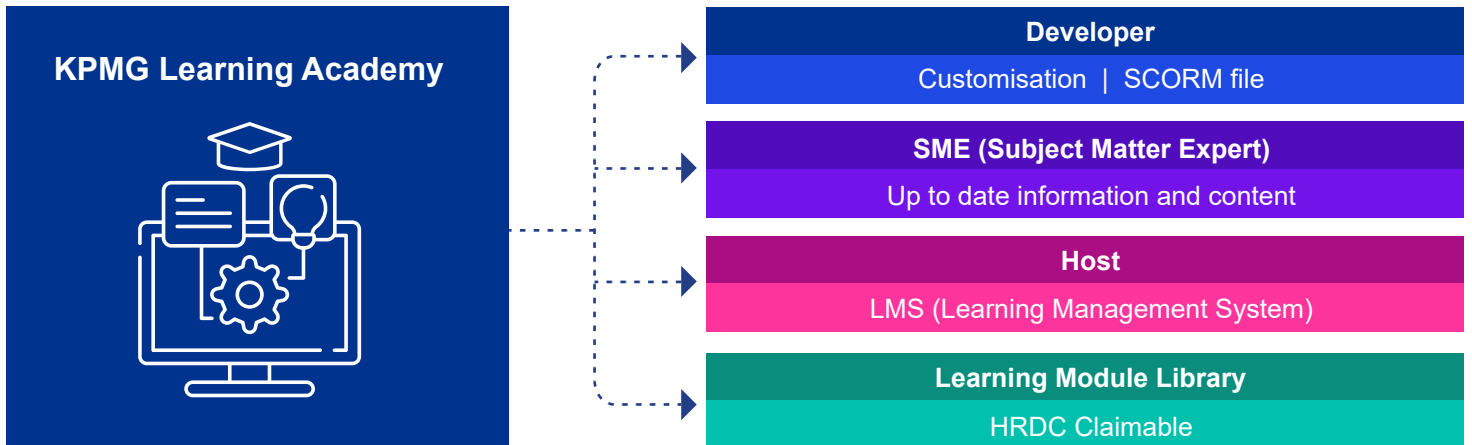 KPMG Learning Academy
Developer
Customisation | SCORM file
SME (Subject Matter Expert)
Up to date information and content
Host
LMS (Learning Management System)
Learning Module Library
HRDC Claimable